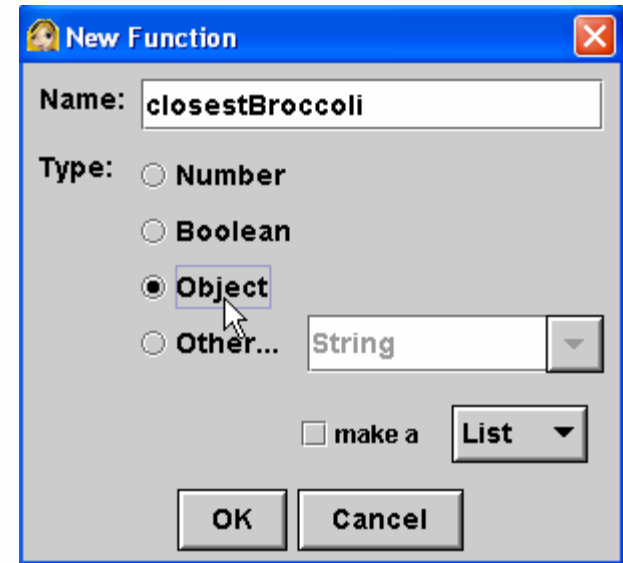 New Function
Name: closestBroccoli
Type: Number
Boolean
Object
Other... String
make a List
OK Cancel